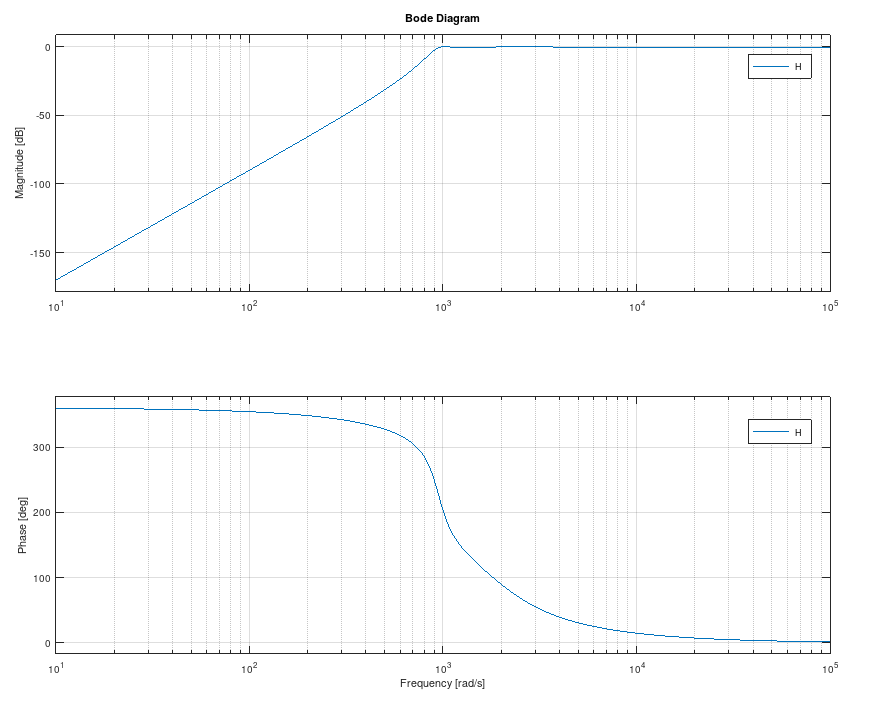 Bode Diagram
Magnitude [dB]
0
-50
-100
-150
H
10^1 10^2 10^3 10^4 10^5
Phase [deg]
300
200
100
0
H
10^1 10^2 10^3 10^4 10^5
Frequency [rad/s]